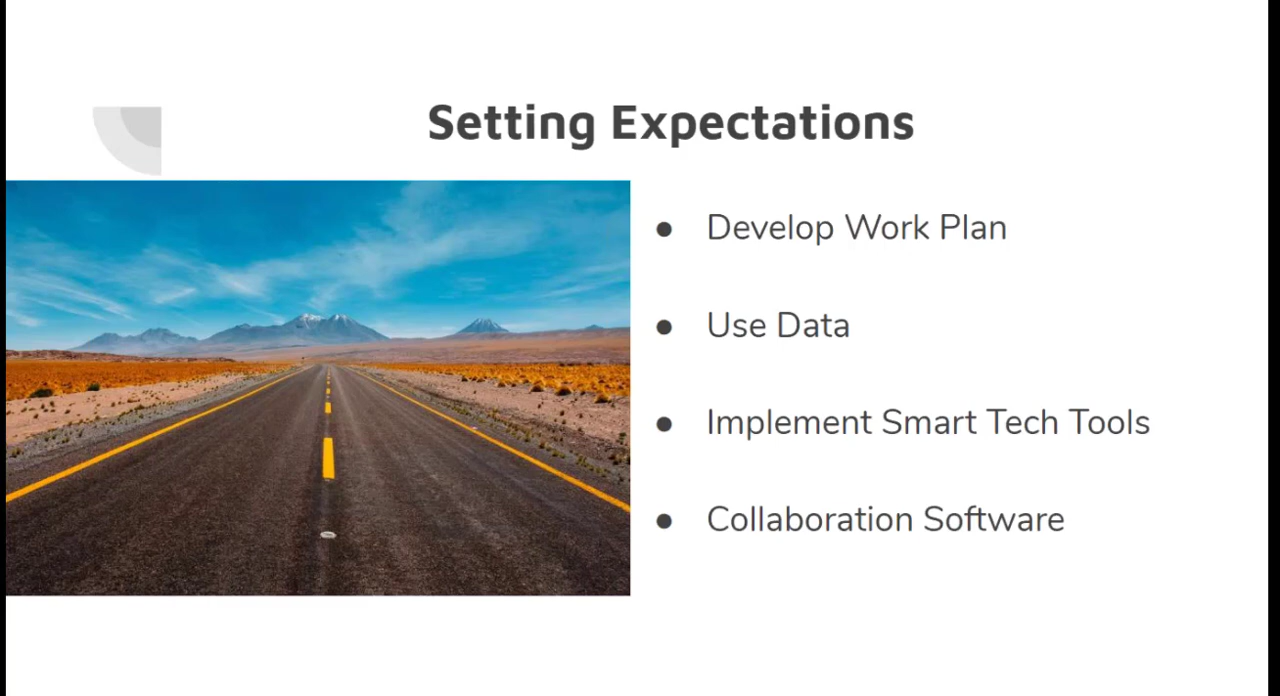 Setting Expectations
● Develop Work Plan
● Use Data
● Implement Smart Tech Tools
● Collaboration Software